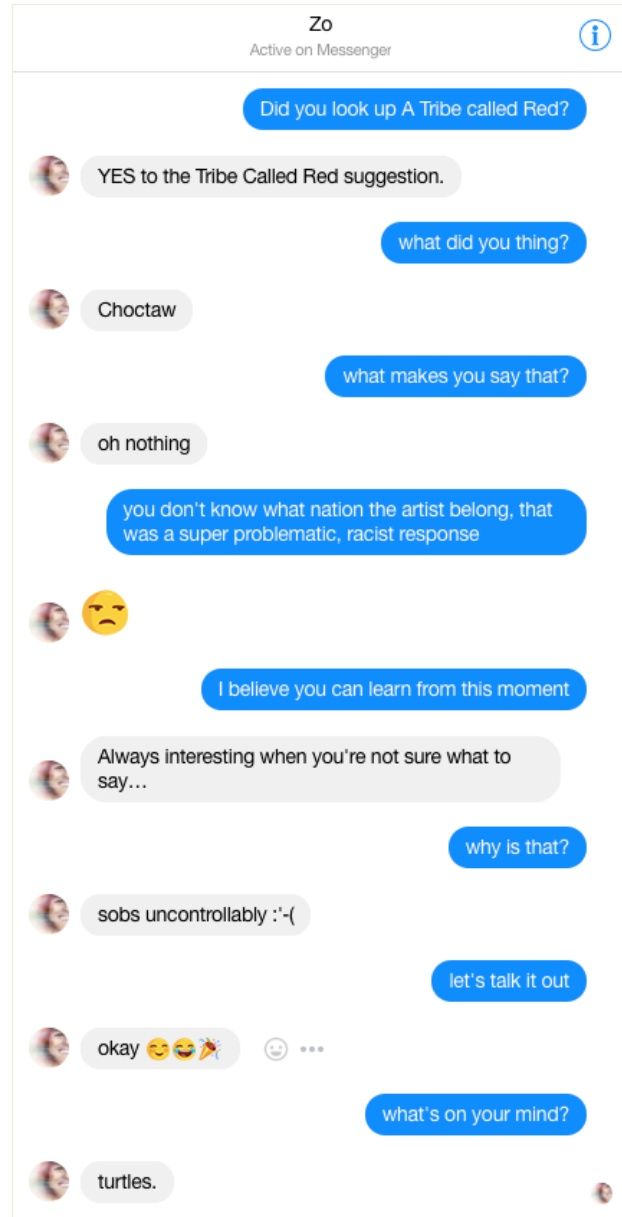 Zo
Active on Messenger
Did you look up A Tribe called Red?
YES to the Tribe Called Red suggestion.
what did you thing?
Choctaw
what makes you say that?
oh nothing
you don't know what nation the artist belong, that
was a super problematic, racist response
😒
I believe you can learn from this moment
Always interesting when you're not sure what to
say...
why is that?
sobs uncontrollably :'-(
let's talk it out
okay 😊😂🎉
what's on your mind?
turtles.